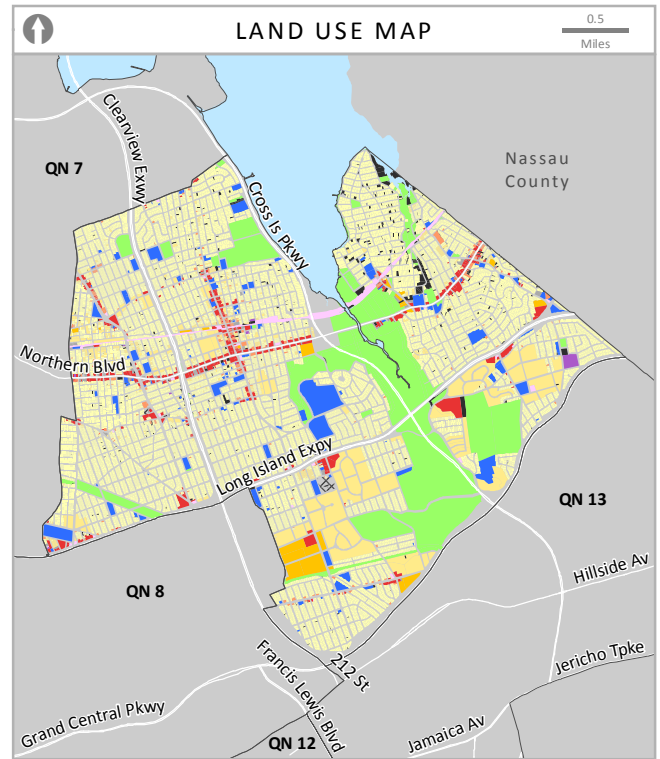 LAND USE MAP
0.5
Miles
Clearview Exwy
QN 7
Nassau
County
Cross Is Pkwy
Northern Blvd
Long Island Expy
QN 13
Hillside Av
QN 8
Francis Lewis Blvd
212 St
Jericho Tpke
Grand Central Pkwy
Jamaica Av
QN 12